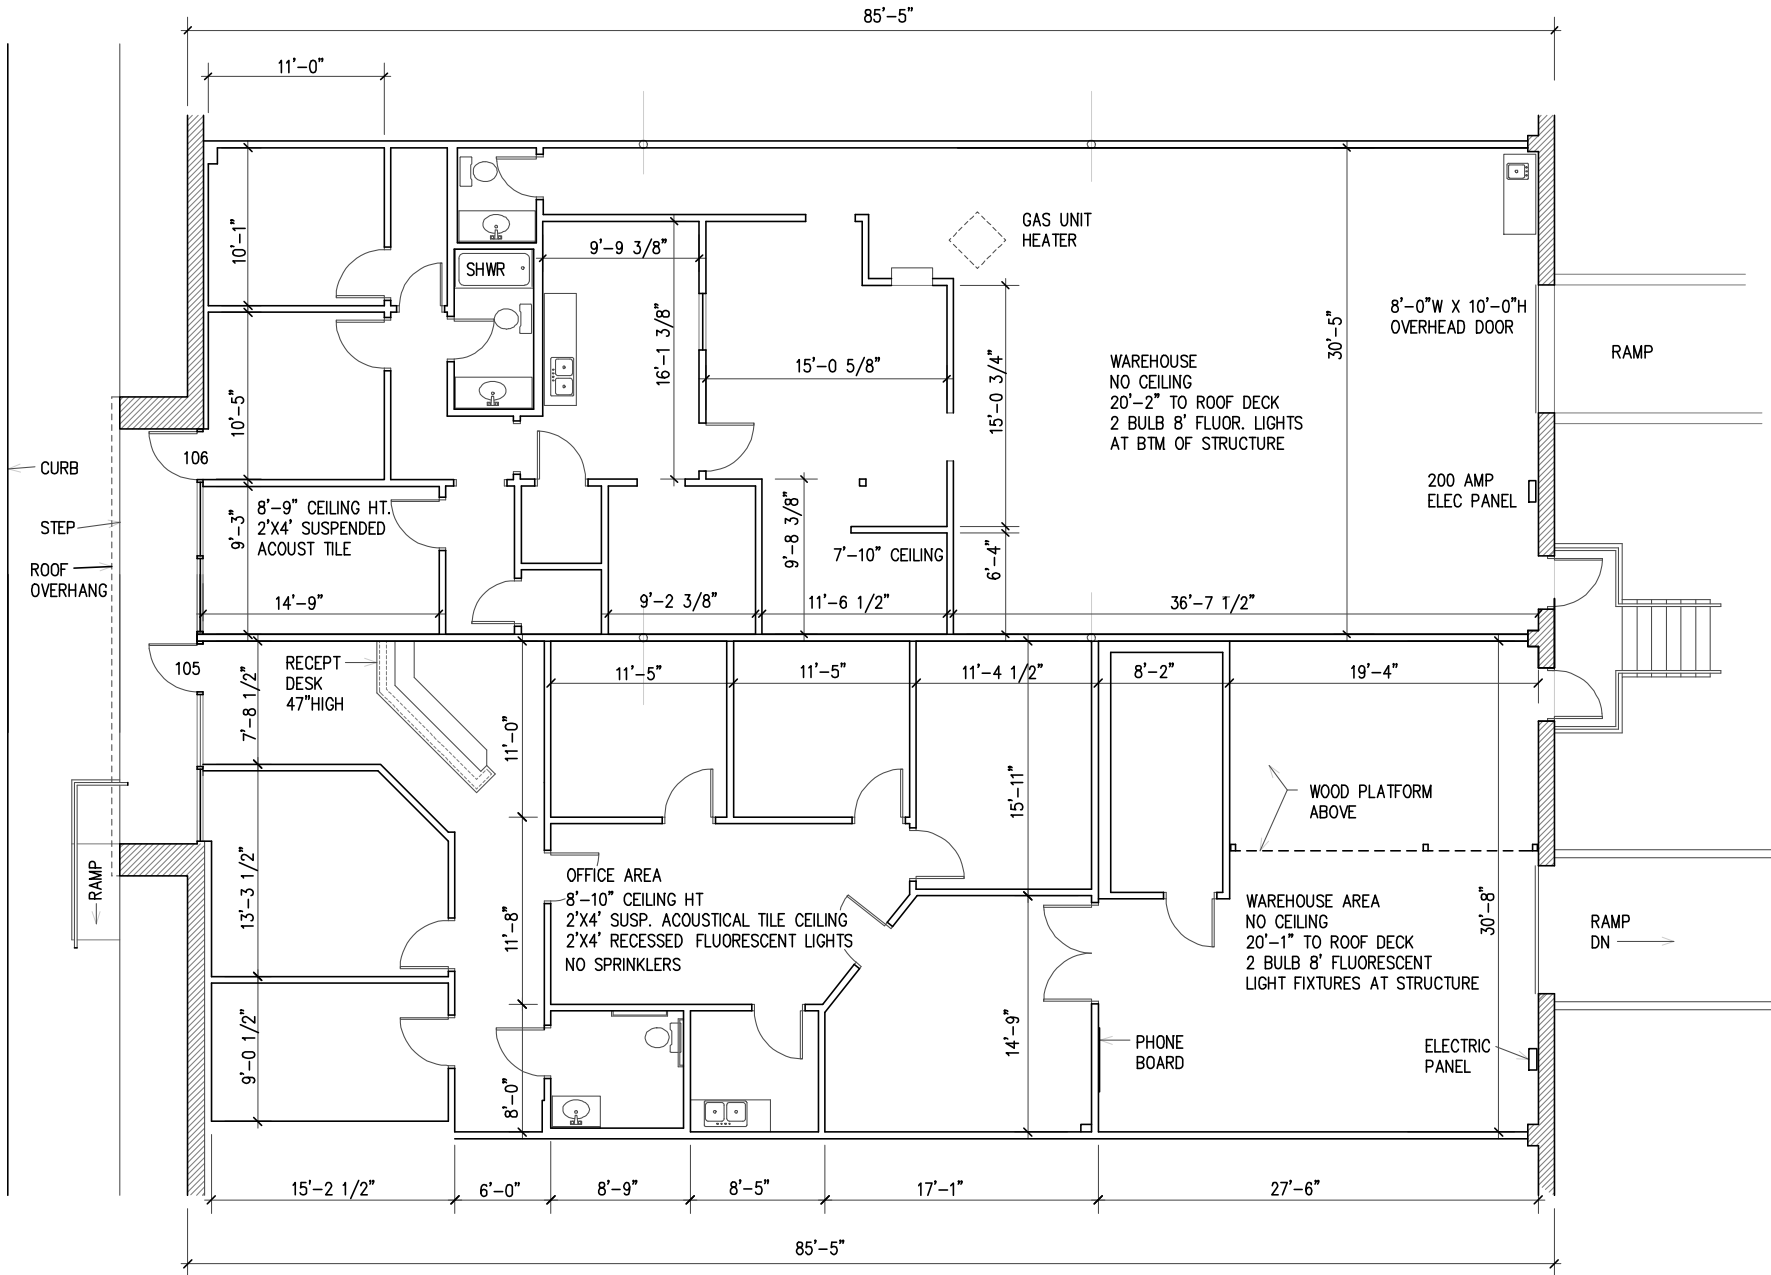 85'-5"
11'-0"
10'-1"
SHWR
9'-9 3/8"
16'-1 3/8"
GAS UNIT
HEATER
8'-0"W X 10'-0"H
OVERHEAD DOOR
RAMP
30'-5"
15'-0 5/8"
15'-0 3/4"
WAREHOUSE
NO CEILING
20'-2" TO ROOF DECK
2 BULB 8' FLUOR. LIGHTS
AT BTM OF STRUCTURE
10'-5"
106
CURB
200 AMP
ELEC PANEL
STEP
9'-3"
8'-9" CEILING HT.
2'X4' SUSPENDED
ACOUST TILE
9'-8 3/8"
7'-10" CEILING
6'-4"
ROOF
OVERHANG
14'-9"
9'-2 3/8"
11'-6 1/2"
36'-7 1/2"
105
7'-8 1/2"
RECEPT
DESK
47"HIGH
11'-0"
11'-5"
11'-5"
11'-4 1/2"
8'-2"
19'-4"
15'-11"
WOOD PLATFORM
ABOVE
RAMP
13'-3 1/2"
11'-8"
OFFICE AREA
8'-10" CEILING HT
2'X4' SUSP. ACOUSTICAL TILE CEILING
2'X4' RECESSED FLUORESCENT LIGHTS
NO SPRINKLERS
WAREHOUSE AREA
NO CEILING
20'-1" TO ROOF DECK
2 BULB 8' FLUORESCENT
LIGHT FIXTURES AT STRUCTURE
30'-8"
RAMP
DN
9'-0 1/2"
8'-0"
14'-9"
PHONE
BOARD
ELECTRIC
PANEL
15'-2 1/2"
6'-0"
8'-9"
8'-5"
17'-1"
27'-6"
85'-5"